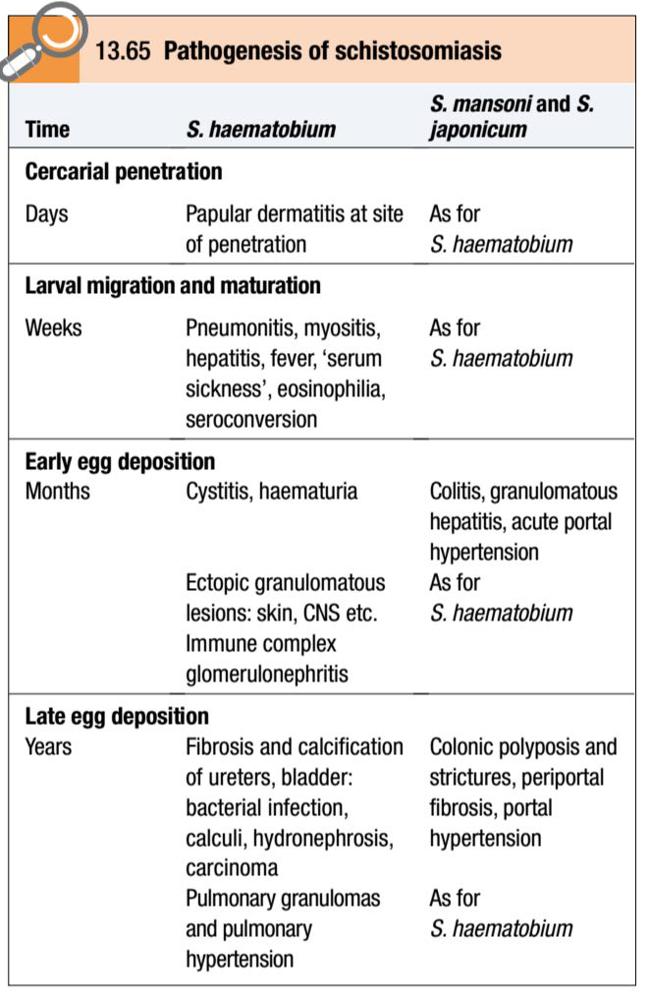 13.65 Pathogenesis of schistosomiasis
Time
S. haematobium
S. mansoni and S.
japonicum
Cercarial penetration
Days
Papular dermatitis at site
of penetration
As for
S. haematobium
Larval migration and maturation
Weeks
Pneumonitis, myositis,
hepatitis, fever, ‘serum
sickness’, eosinophilia,
seroconversion
As for
S. haematobium
Early egg deposition
Months
Cystitis, haematuria
Colitis, granulomatous
hepatitis, acute portal
hypertension
Ectopic granulomatous
lesions: skin, CNS etc.
Immune complex
glomerulonephritis
As for
S. haematobium
Late egg deposition
Years
Fibrosis and calcification
of ureters, bladder:
bacterial infection,
calculi, hydronephrosis,
carcinoma
Colonic polyposis and
strictures, periportal
fibrosis, portal
hypertension
Pulmonary granulomas
and pulmonary
hypertension
As for
S. haematobium